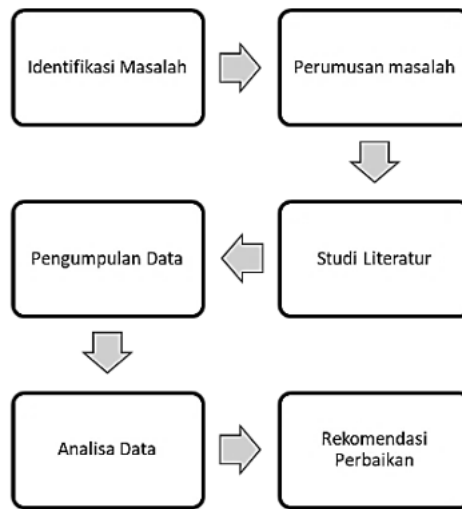 Identifikasi Masalah
Perumusan masalah
Studi Literatur
Pengumpulan Data
Analisa Data
Rekomendasi
Perbaikan